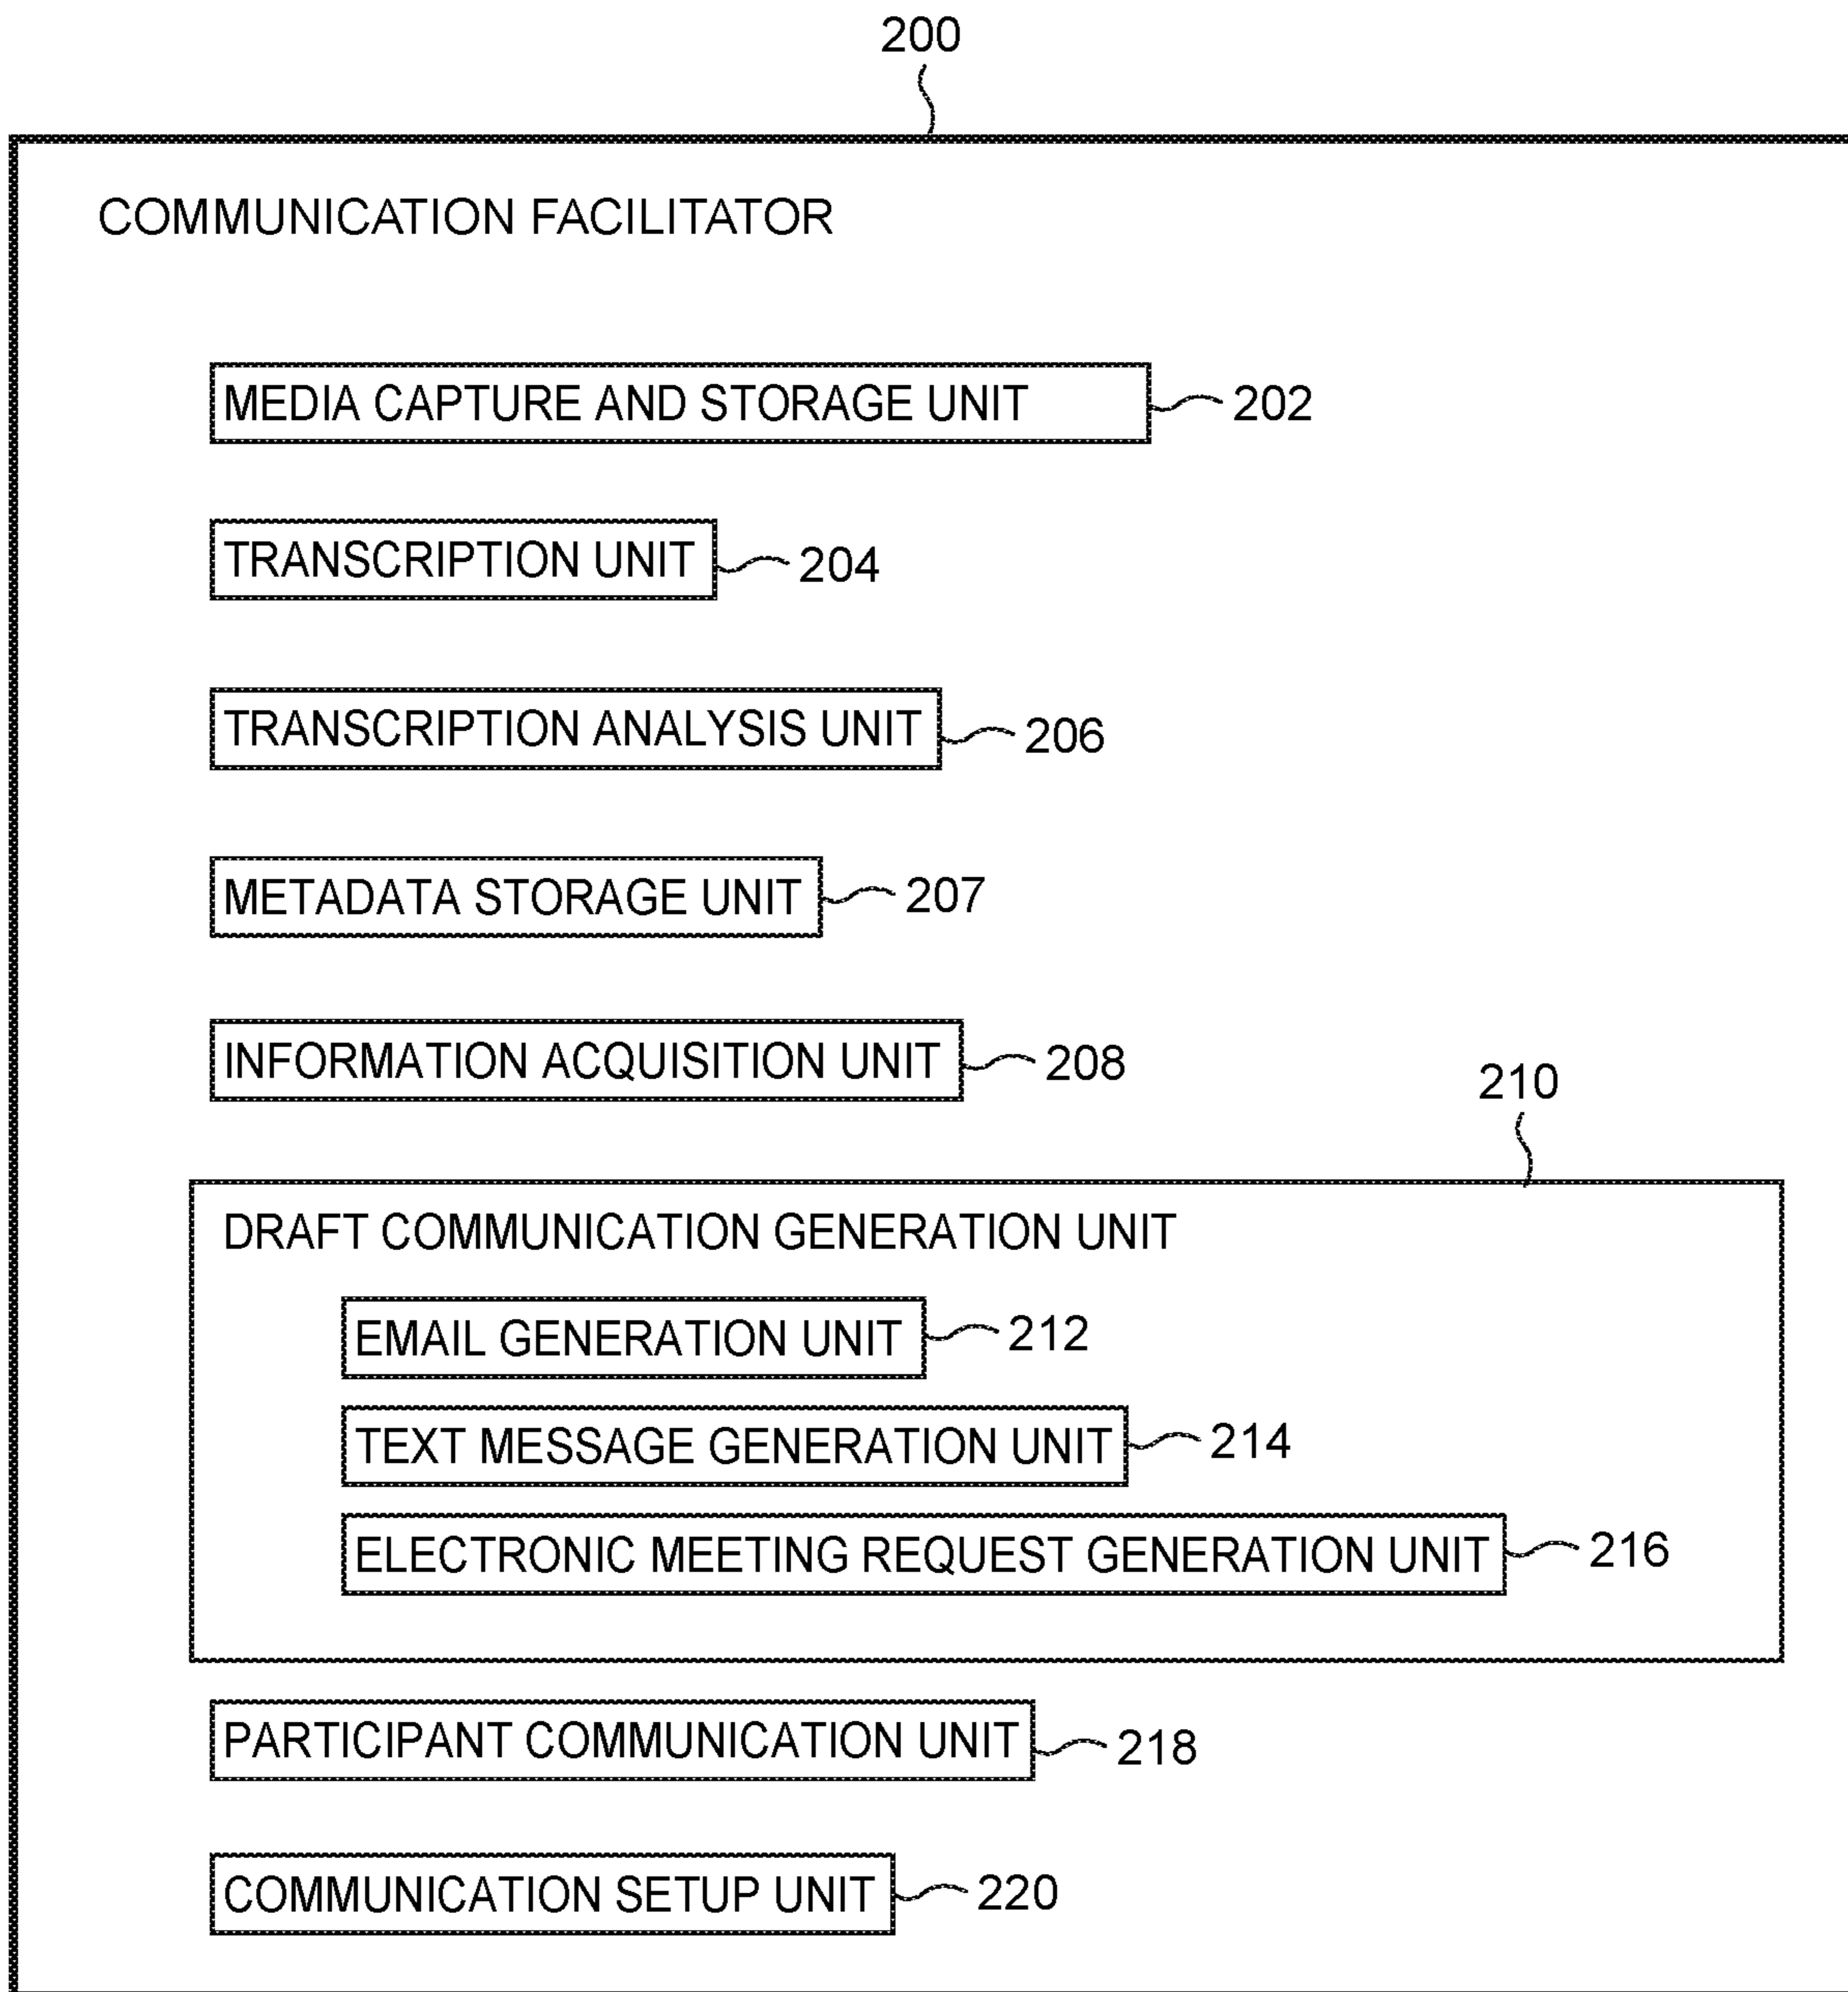 200
COMMUNICATION FACILITATOR
MEDIA CAPTURE AND STORAGE UNIT 202
TRANSCRIPTION UNIT 204
TRANSCRIPTION ANALYSIS UNIT 206
METADATA STORAGE UNIT 207
INFORMATION ACQUISITION UNIT 208
210
DRAFT COMMUNICATION GENERATION UNIT
EMAIL GENERATION UNIT 212
TEXT MESSAGE GENERATION UNIT 214
ELECTRONIC MEETING REQUEST GENERATION UNIT 216
PARTICIPANT COMMUNICATION UNIT 218
COMMUNICATION SETUP UNIT 220